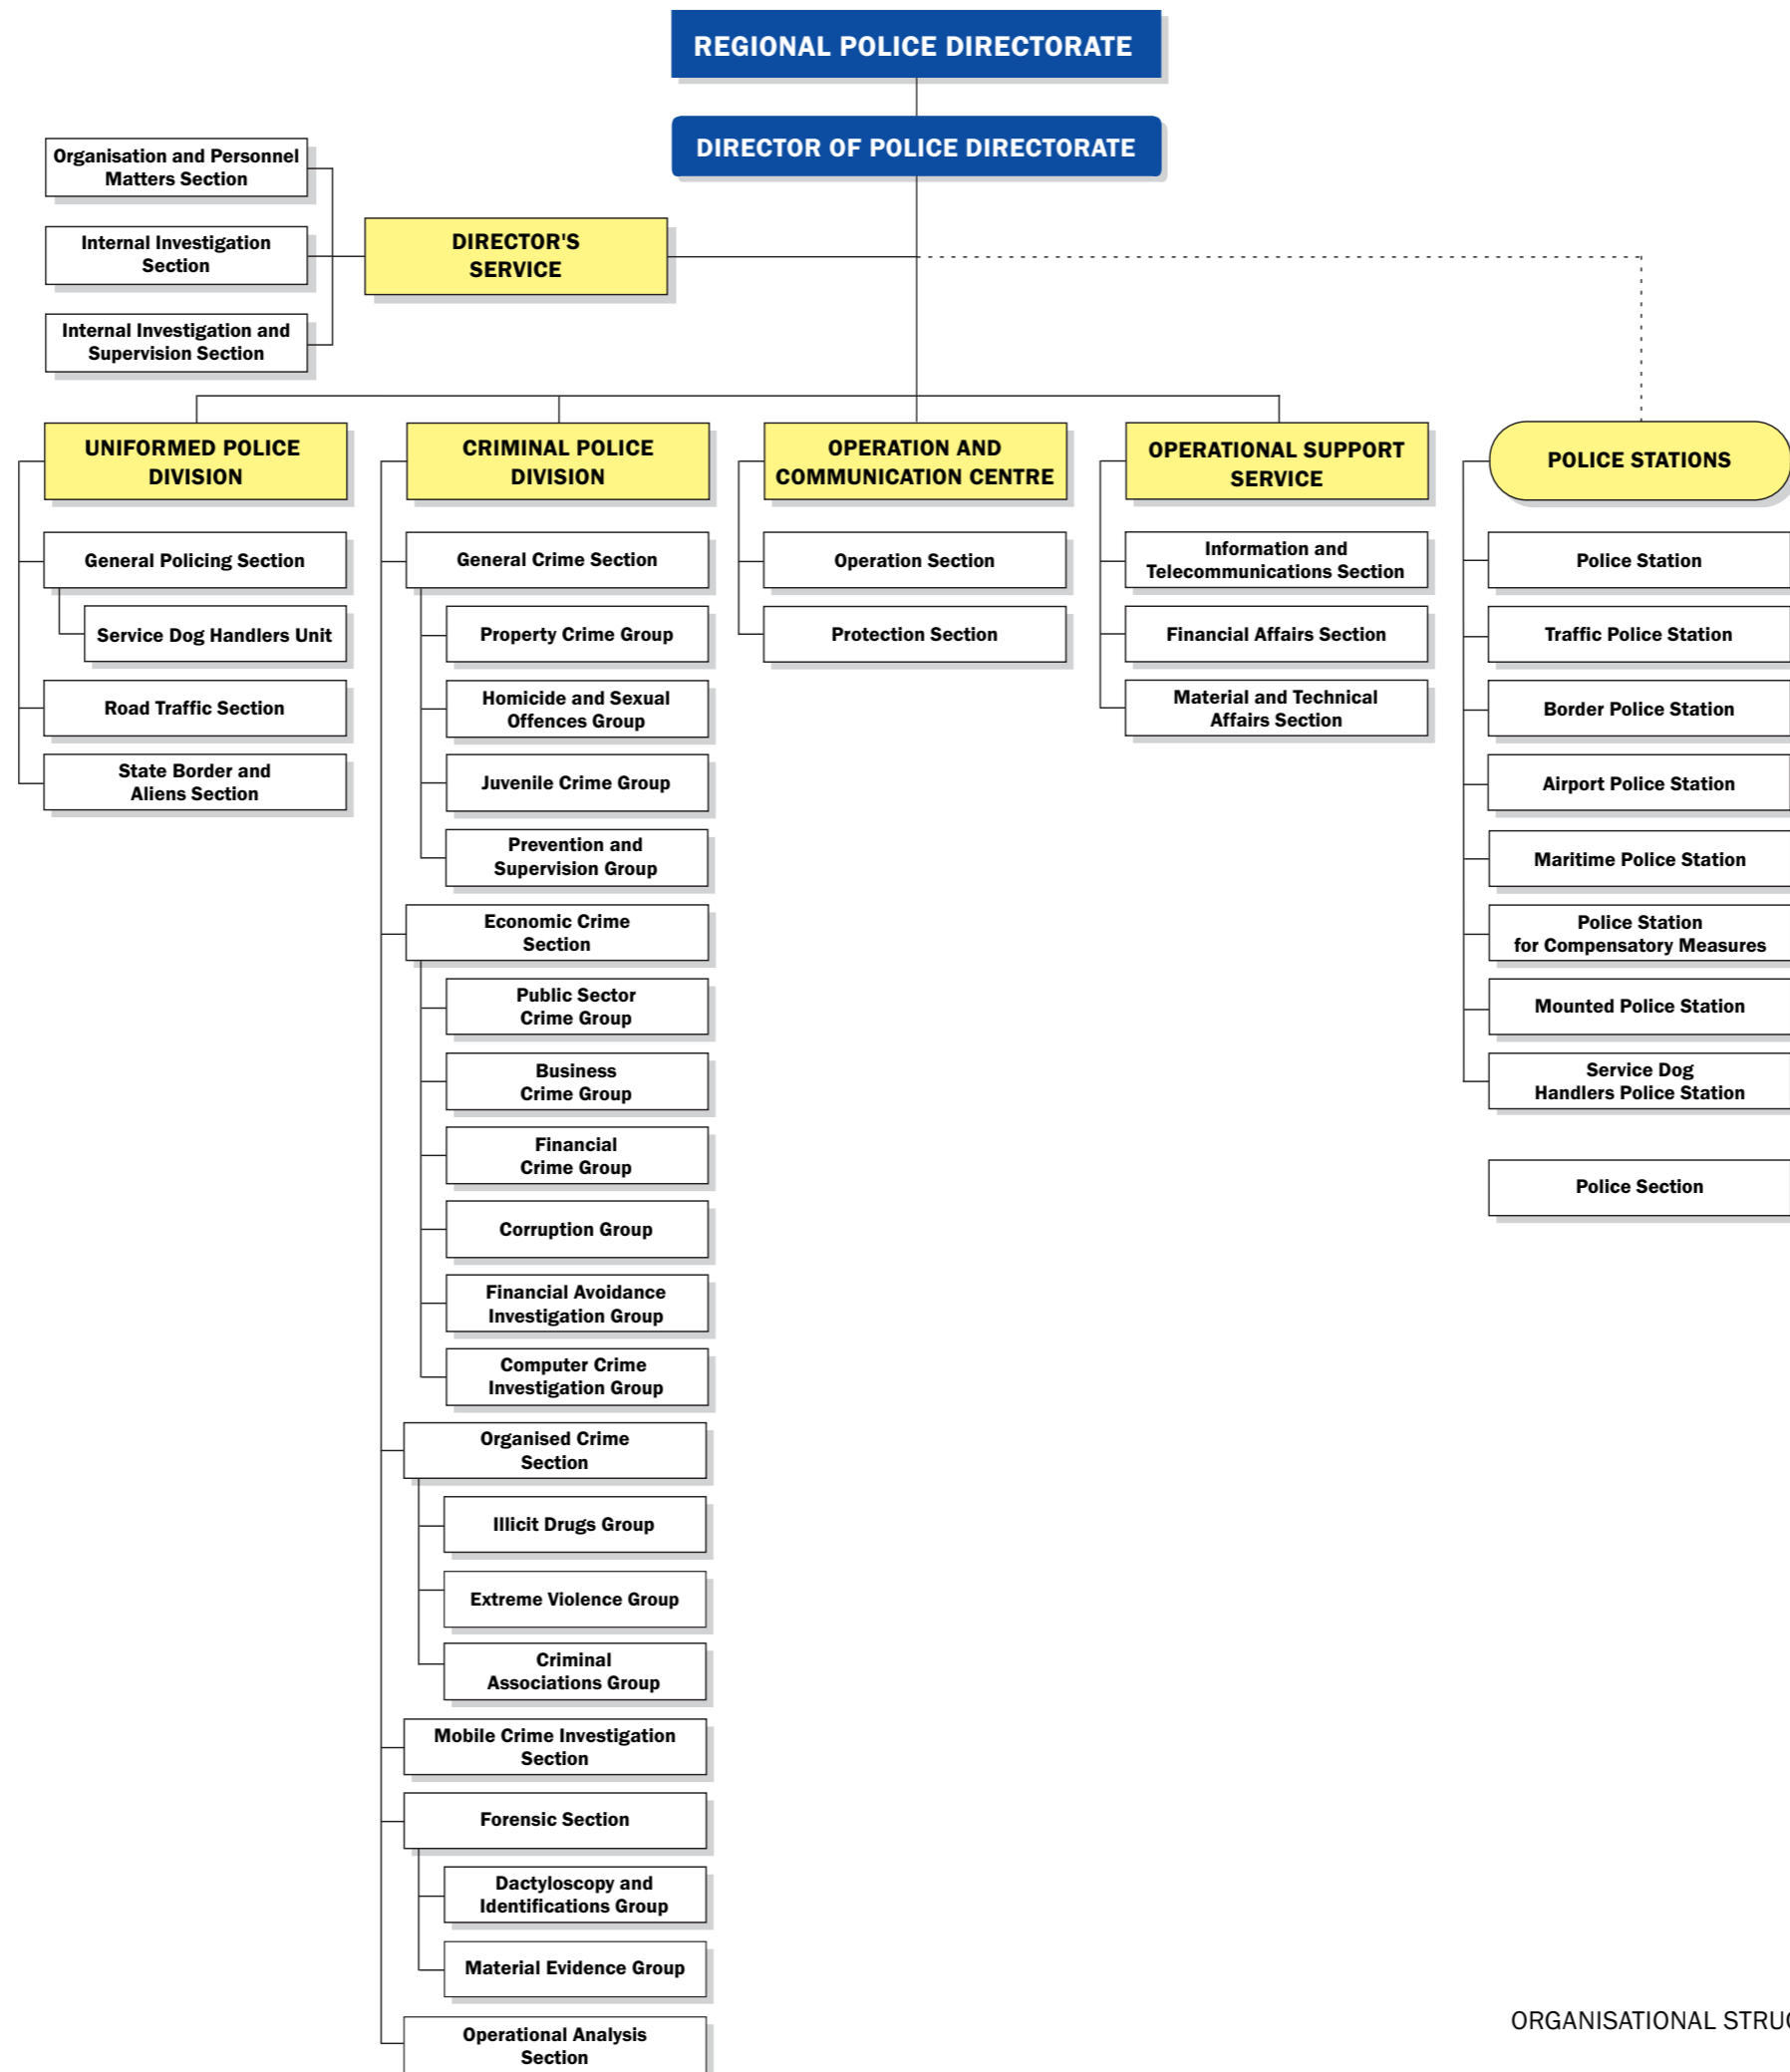 REGIONAL POLICE DIRECTORATE
DIRECTOR OF POLICE DIRECTORATE
Organisation and Personnel
Matters Section
Internal Investigation
Section
Internal Investigation and
Supervision Section
DIRECTOR'S
SERVICE
UNIFORMED POLICE
DIVISION
General Policing Section
Service Dog Handlers Unit
Road Traffic Section
State Border and
Aliens Section
CRIMINAL POLICE
DIVISION
General Crime Section
Property Crime Group
Homicide and Sexual
Offences Group
Juvenile Crime Group
Prevention and
Supervision Group
Economic Crime
Section
Public Sector
Crime Group
Business
Crime Group
Financial
Crime Group
Corruption Group
Financial Avoidance
Investigation Group
Computer Crime
Investigation Group
Organised Crime
Section
Illicit Drugs Group
Extreme Violence Group
Criminal
Associations Group
Mobile Crime Investigation
Section
Forensic Section
Dactyloscopy and
Identifications Group
Material Evidence Group
Operational Analysis
Section
OPERATION AND
COMMUNICATION CENTRE
Operation Section
Protection Section
OPERATIONAL SUPPORT
SERVICE
Information and
Telecommunications Section
Financial Affairs Section
Material and Technical
Affairs Section
POLICE STATIONS
Police Station
Traffic Police Station
Border Police Station
Airport Police Station
Maritime Police Station
Police Station
for Compensatory Measures
Mounted Police Station
Service Dog
Handlers Police Station
Police Section
ORGANISATIONAL STRUC